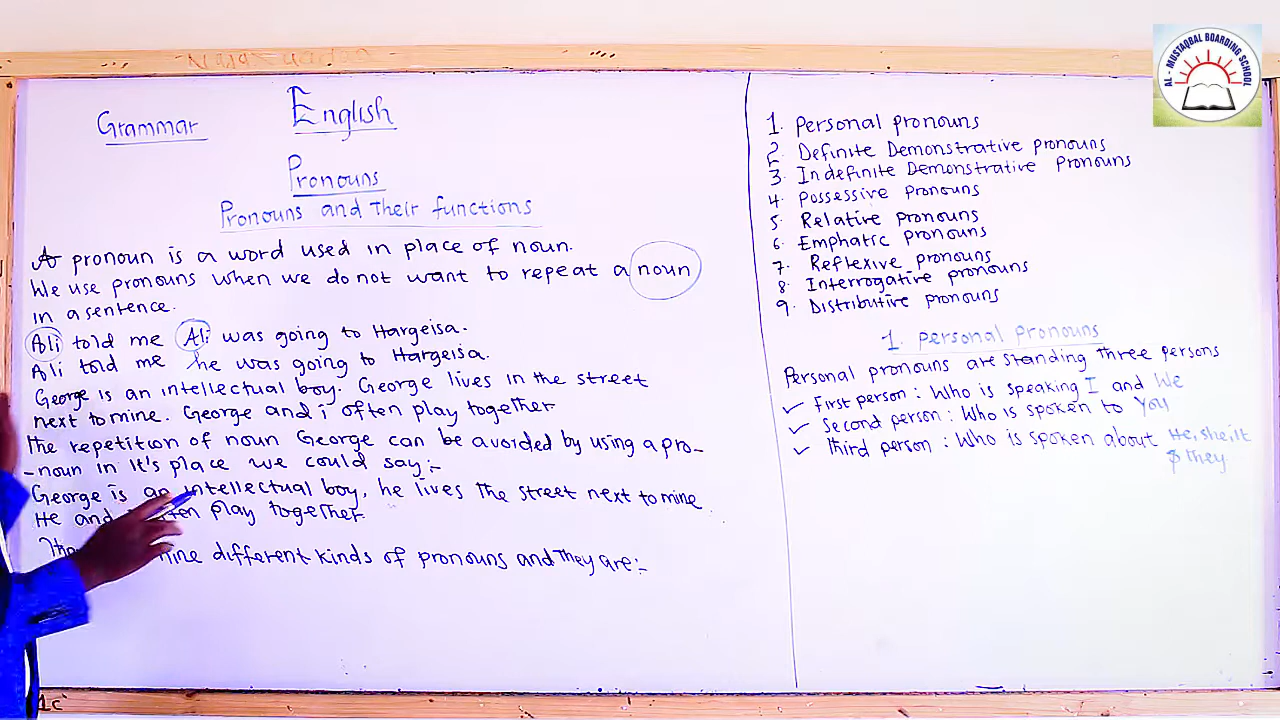 Grammar
English
Pronouns
Pronouns and Their functions
A pronoun is a word used in place of noun.
We use pronouns when we do not want to repeat a noun
in a sentence.
Ali told me Ali was going to Hargeisa.
Ali told me he was going to Hargeisa.
George is an intellectual boy. George lives in the street
next to mine. George and i often play together
The repetition of noun George can be avoided by using a pro-
-noun in it's place we could say:-
George is an intellectual boy, he lives the street next to mine
He and often play together.
nine different kinds of pronouns and They are:-
1. Personal pronouns
2. Definite Demonstrative pronouns
3. Indefinite Demonstrative pronouns
4. Possessive pronouns
5. Relative pronouns
6. Emphatic pronouns
7. Reflexive pronouns
8. Interrogative pronouns
9. Distributive pronouns
1. Personal pronouns
Personal pronouns are standing three persons
✓ First person: Who is speaking I and We
✓ Second person: Who is spoken to You
✓ Third person: Who is spoken about He, she, it
$ they
AL - MUSTAQBAL BOARDING SCHOOL